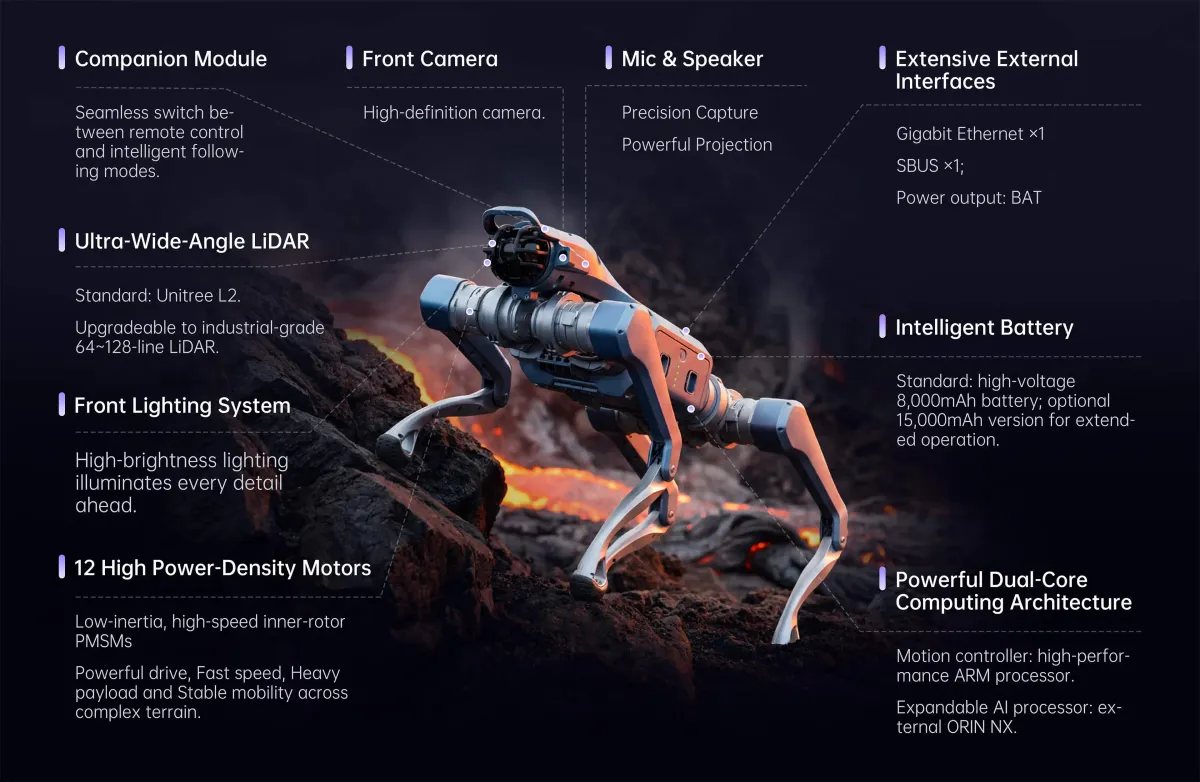 Companion Module
Seamless switch be-
tween remote control
and intelligent follow-
ing modes.
Front Camera
High-definition camera.
Mic & Speaker
Precision Capture
Powerful Projection
Extensive External
Interfaces
Gigabit Ethernet ×1
SBUS ×1;
Power output: BAT
Ultra-Wide-Angle LiDAR
Standard: Unitree L2.
Upgradeable to industrial-grade
64~128-line LiDAR.
Front Lighting System
High-brightness lighting
illuminates every detail
ahead.
12 High Power-Density Motors
Low-inertia, high-speed inner-rotor
PMSMs
Powerful drive, Fast speed, Heavy
payload and Stable mobility across
complex terrain.
Intelligent Battery
Standard: high-voltage
8,000mAh battery; optional
15,000mAh version for extend-
ed operation.
Powerful Dual-Core
Computing Architecture
Motion controller: high-perfor-
mance ARM processor.
Expandable AI processor: ex-
ternal ORIN NX.